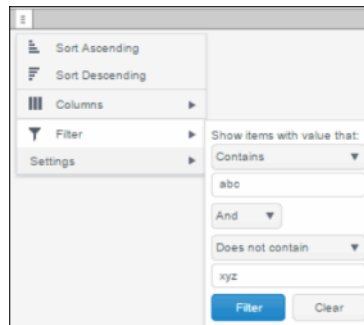 Sort Ascending
Sort Descending
Columns
Filter
Settings
Show items with value that:
Contains
abc
And
Does not contain
xyz
Filter
Clear